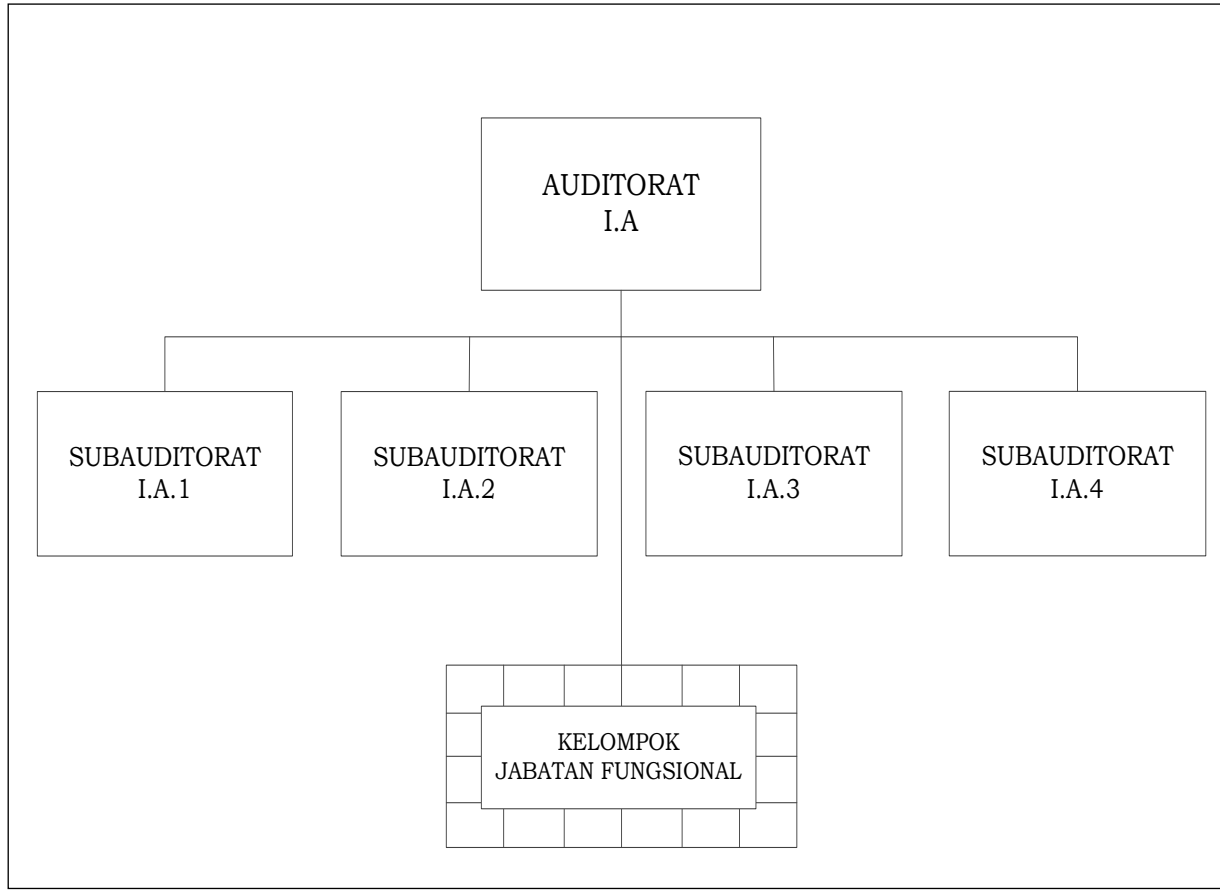 AUDITORAT
I.A
SUBAUDITORAT
I.A.1
SUBAUDITORAT
I.A.2
SUBAUDITORAT
I.A.3
SUBAUDITORAT
I.A.4
KELOMPOK
JABATAN FUNGSIONAL